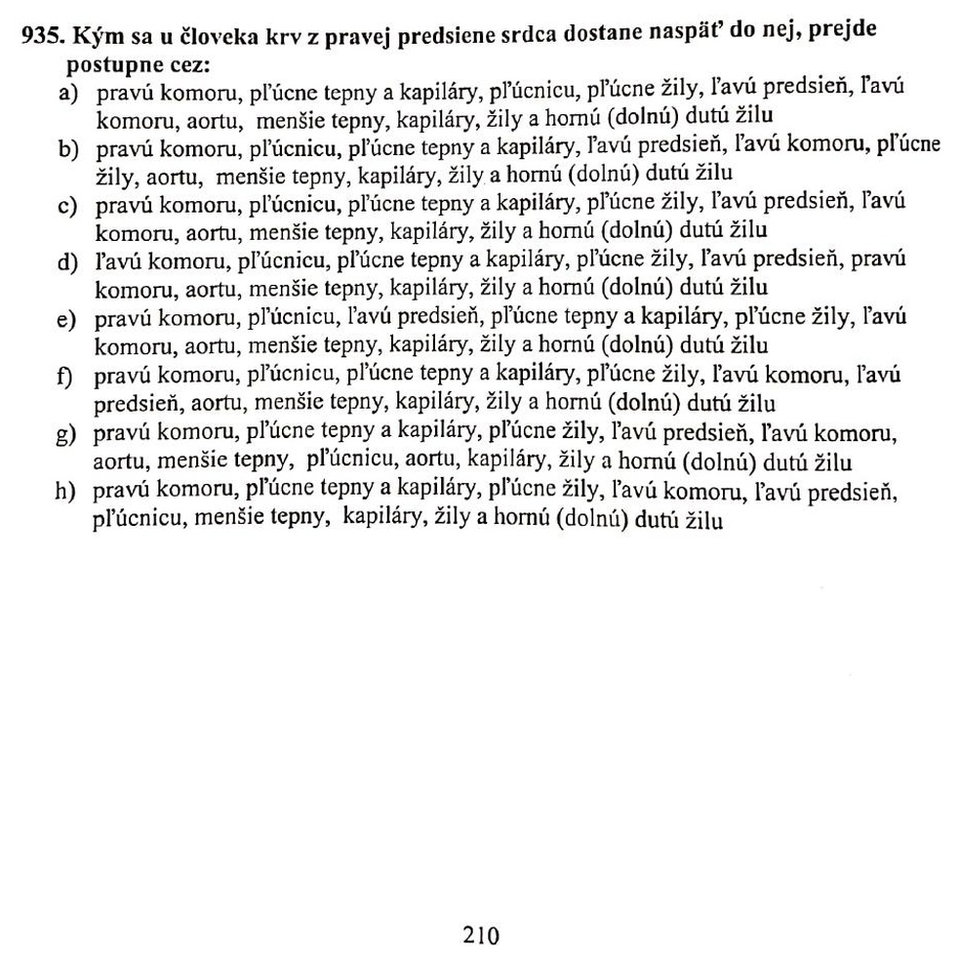 935. Kým sa u človeka krv z pravej predsiene srdca dostane naspäť do nej, prejde
postupne cez:
a) pravú komoru, pľúcne tepny a kapiláry, pľúcnicu, pľúcne žily, ľavú predsieň, ľavú
komoru, aortu, menšie tepny, kapiláry, žily a hornú (dolnú) dutú žilu
b) pravú komoru, pľúcnicu, pľúcne tepny a kapiláry, ľavú predsieň, ľavú komoru, pľúcne
žily, aortu, menšie tepny, kapiláry, žily a hornú (dolnú) dutú žilu
c) pravú komoru, pľúcnicu, pľúcne tepny a kapiláry, pľúcne žily, ľavú predsieň, ľavú
komoru, aortu, menšie tepny, kapiláry, žily a hornú (dolnú) dutú žilu
d) ľavú komoru, pľúcnicu, pľúcne tepny a kapiláry, pľúcne žily, ľavú predsieň, pravú
komoru, aortu, menšie tepny, kapiláry, žily a hornú (dolnú) dutú žilu
e) pravú komoru, pľúcnicu, ľavú predsieň, pľúcne tepny a kapiláry, pľúcne žily, ľavú
komoru, aortu, menšie tepny, kapiláry, žily a hornú (dolnú) dutú žilu
f) pravú komoru, pľúcnicu, pľúcne tepny a kapiláry, pľúcne žily, ľavú komoru, ľavú
predsieň, aortu, menšie tepny, kapiláry, žily a hornú (dolnú) dutú žilu
g) pravú komoru, pľúcne tepny a kapiláry, pľúcne žily, ľavú predsieň, ľavú komoru,
aortu, menšie tepny, pľúcnicu, aortu, kapiláry, žily a hornú (dolnú) dutú žilu
h) pravú komoru, pľúcne tepny a kapiláry, pľúcne žily, ľavú komoru, ľavú predsieň,
pľúcnicu, menšie tepny, kapiláry, žily a hornú (dolnú) dutú žilu
210